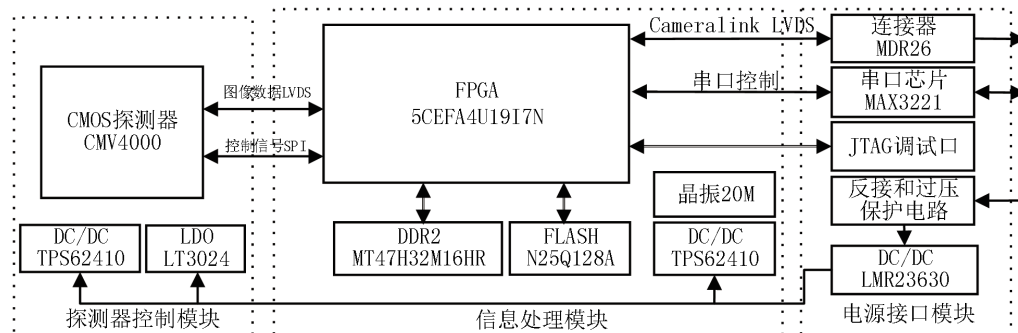 Cameralink LVDS
连接器
MDR26
FPGA
5CEFA4U19I7N
图像数据LVDS
串口控制
串口芯片
MAX3221
CMOS探测器
CMV4000
控制信号SPI
JTAG调试口
晶振20M
反接和过压
保护电路
DC/DC
TPS62410
LDO
LT3024
DDR2
MT47H32M16HR
FLASH
N25Q128A
DC/DC
TPS62410
DC/DC
LMR23630
探测器控制模块
信息处理模块
电源接口模块